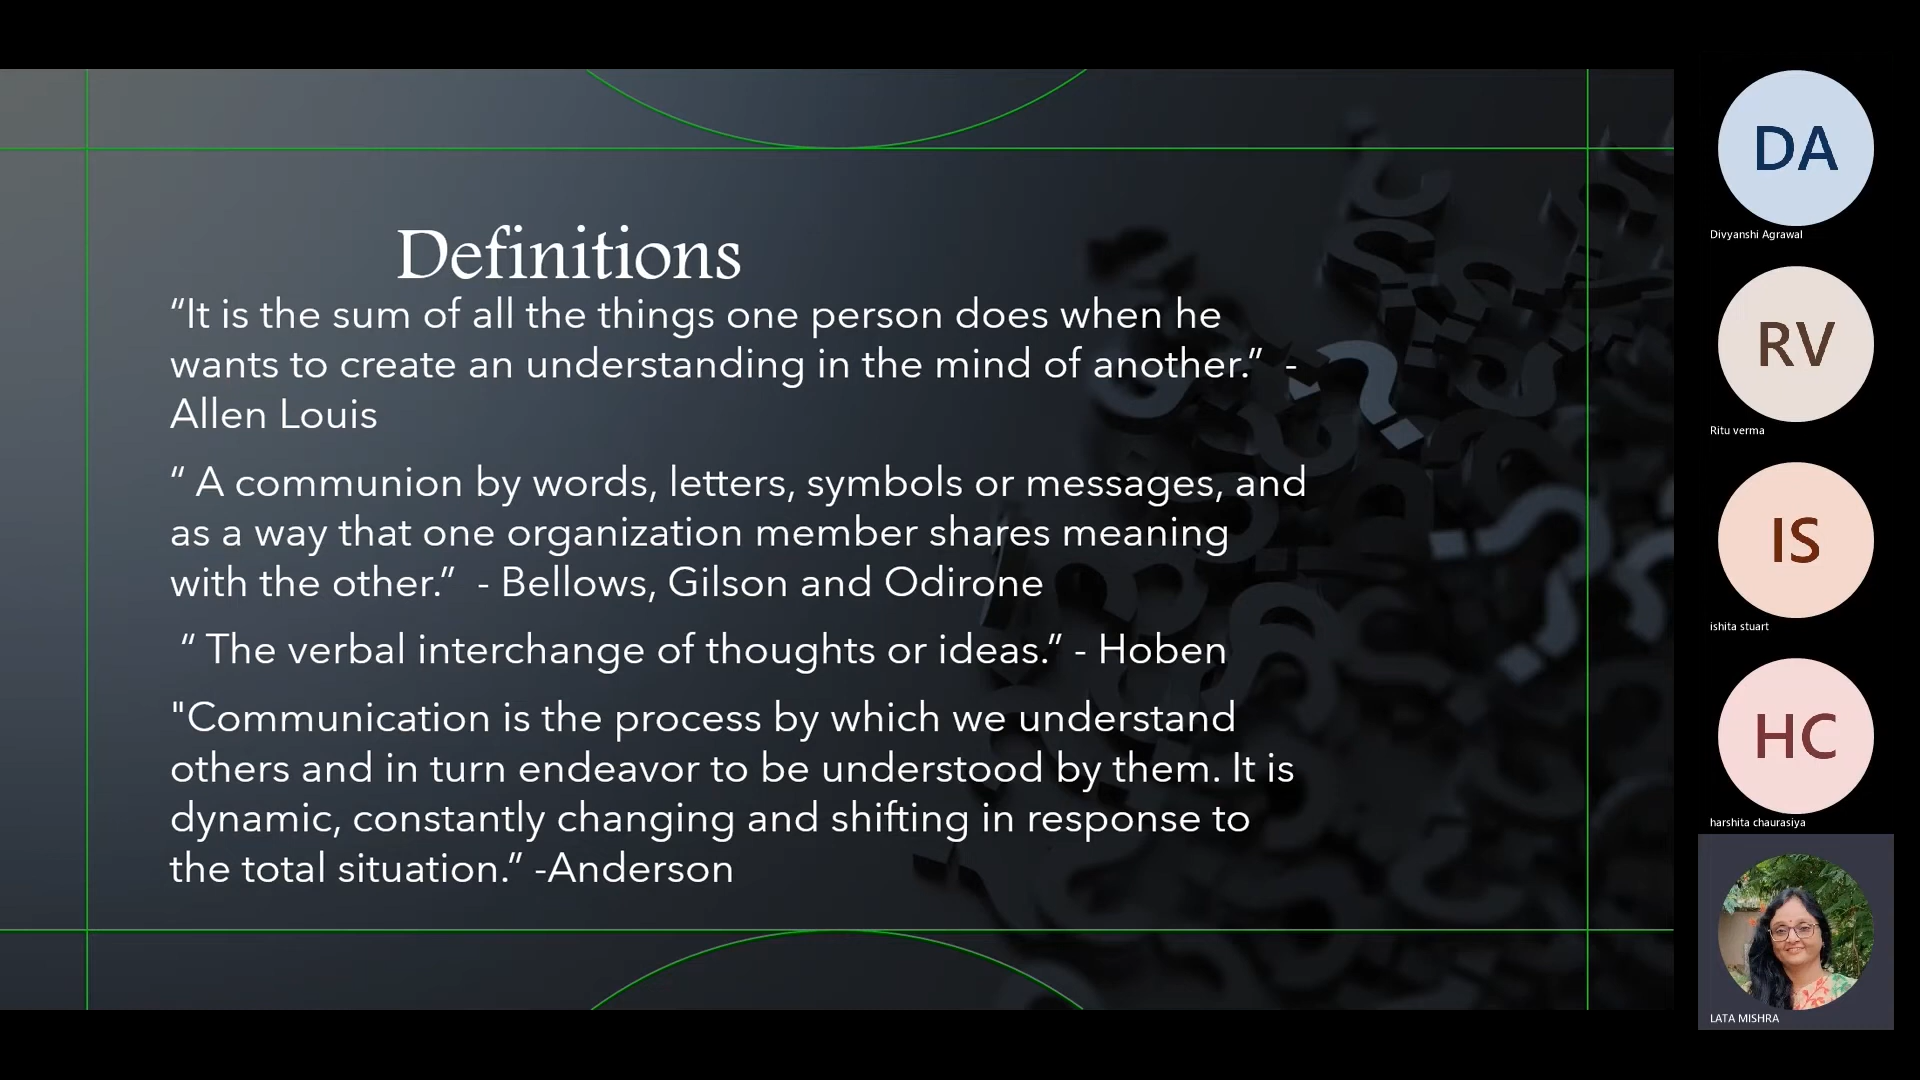 Definitions
“It is the sum of all the things one person does when he
wants to create an understanding in the mind of another.” -
Allen Louis
“ A communion by words, letters, symbols or messages, and
as a way that one organization member shares meaning
with the other.” - Bellows, Gilson and Odirone
“ The verbal interchange of thoughts or ideas.” - Hoben
"Communication is the process by which we understand
others and in turn endeavor to be understood by them. It is
dynamic, constantly changing and shifting in response to
the total situation.” -Anderson
DA
Divyanshi Agrawal
RV
Ritu verma
IS
ishita stuart
HC
harshita chaurasiya
LATA MISHRA